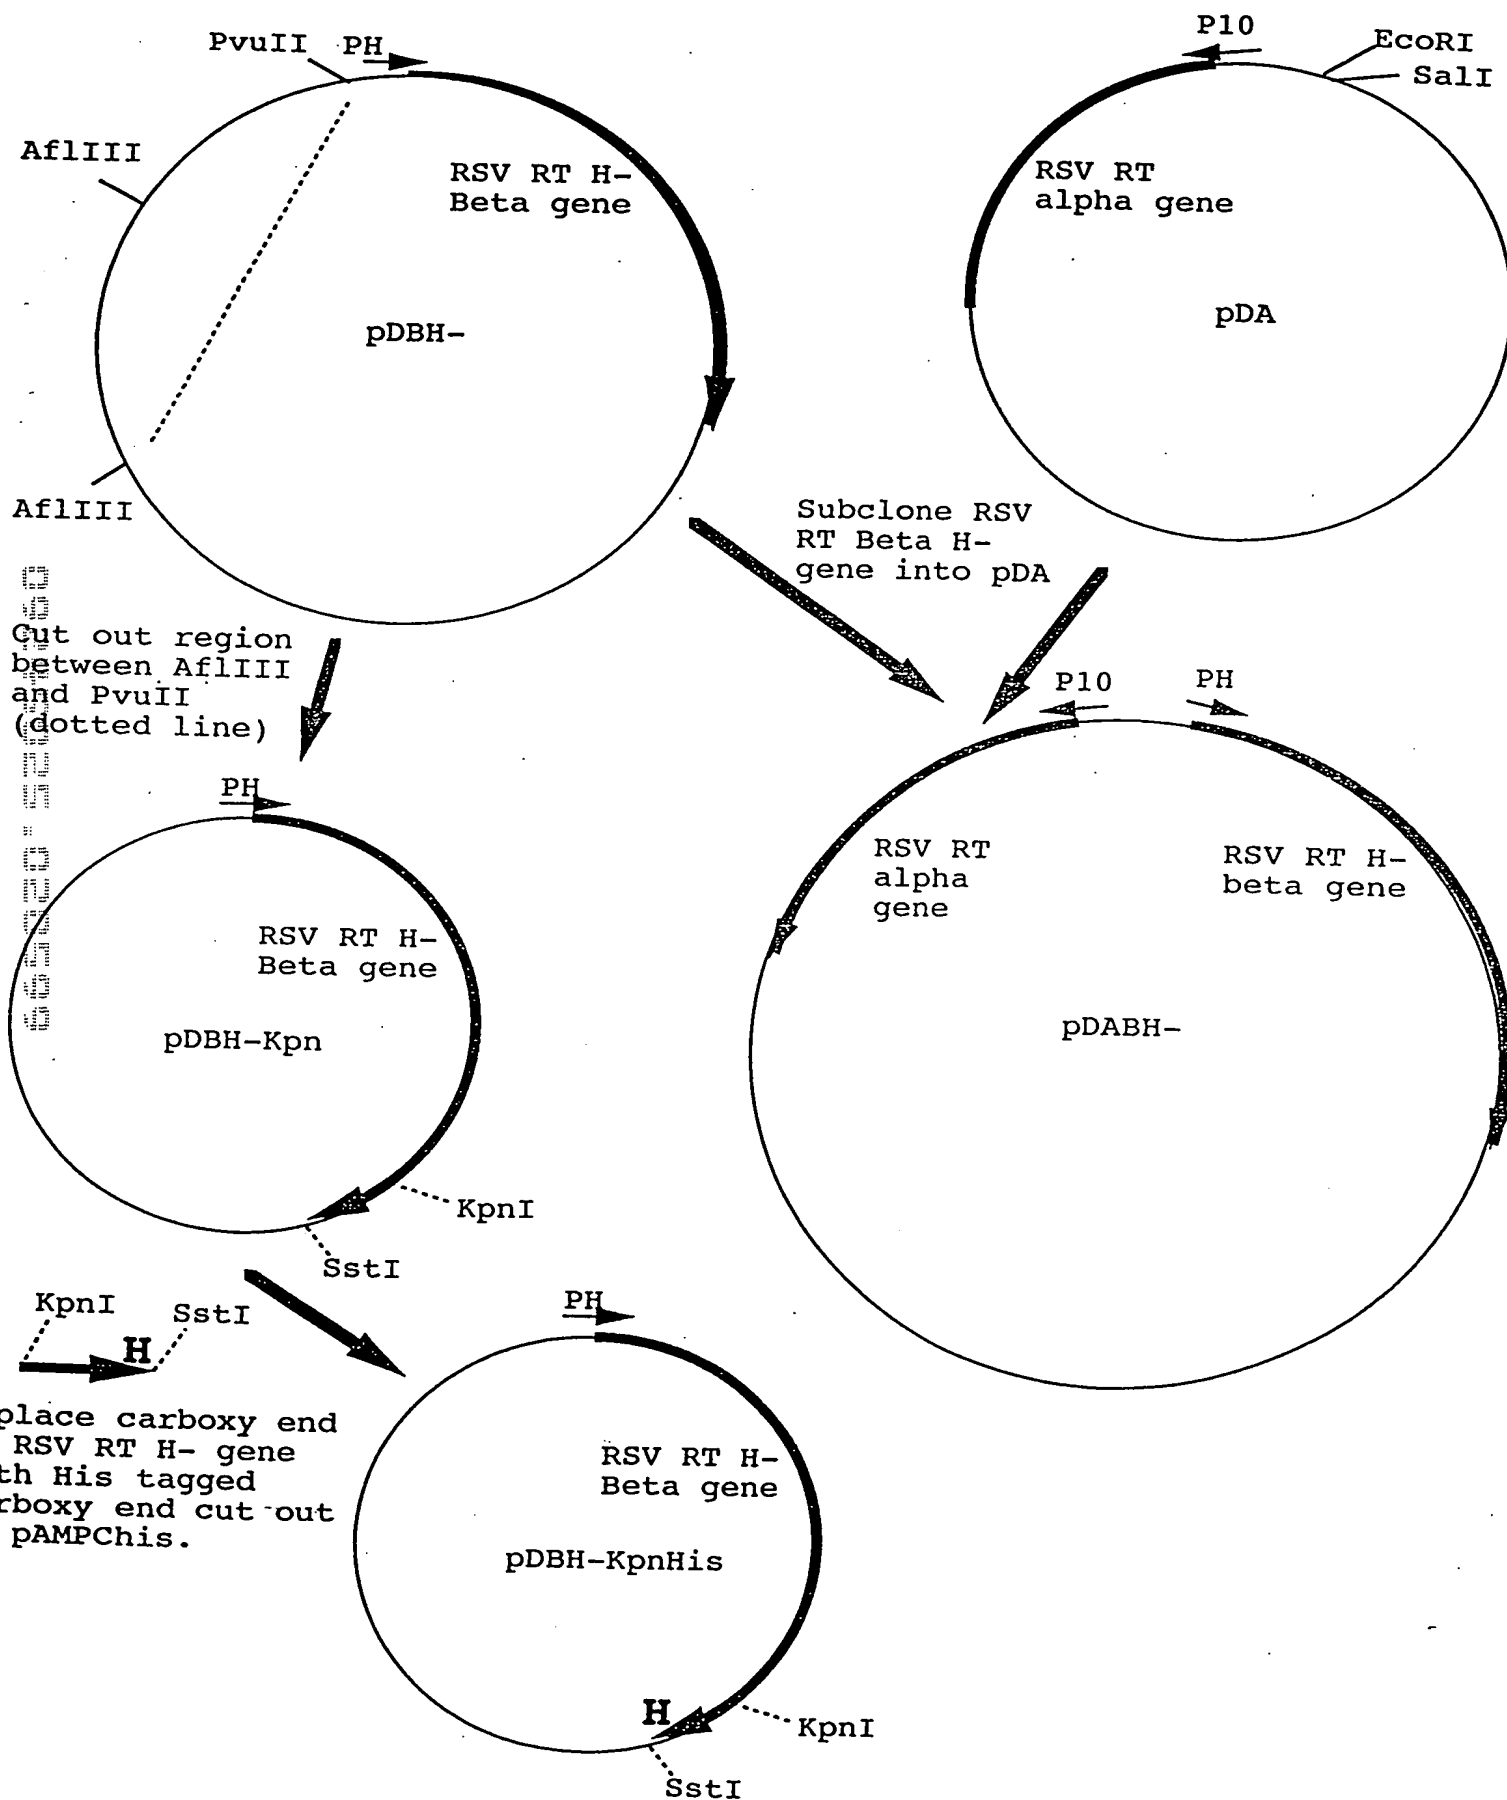 PvuII
PH
AflIII
RSV RT H-
Beta gene
pDBH-
AflIII
P10
EcoRI
SalI
RSV RT
alpha gene
pDA
Subclone RSV
RT Beta H-
gene into pDA
Cut out region
between AflIII
and PvuII
(dotted line)
PH
RSV RT H-
Beta gene
pDBH-Kpn
KpnI
SstI
P10
PH
RSV RT
alpha
gene
RSV RT H-
beta gene
pDABH-
KpnI
SstI
H
place carboxy end
RSV RT H- gene
th His tagged
rboxy end cut out
pAMPChis.
PH
RSV RT H-
Beta gene
pDBH-KpnHis
H
KpnI
SstI